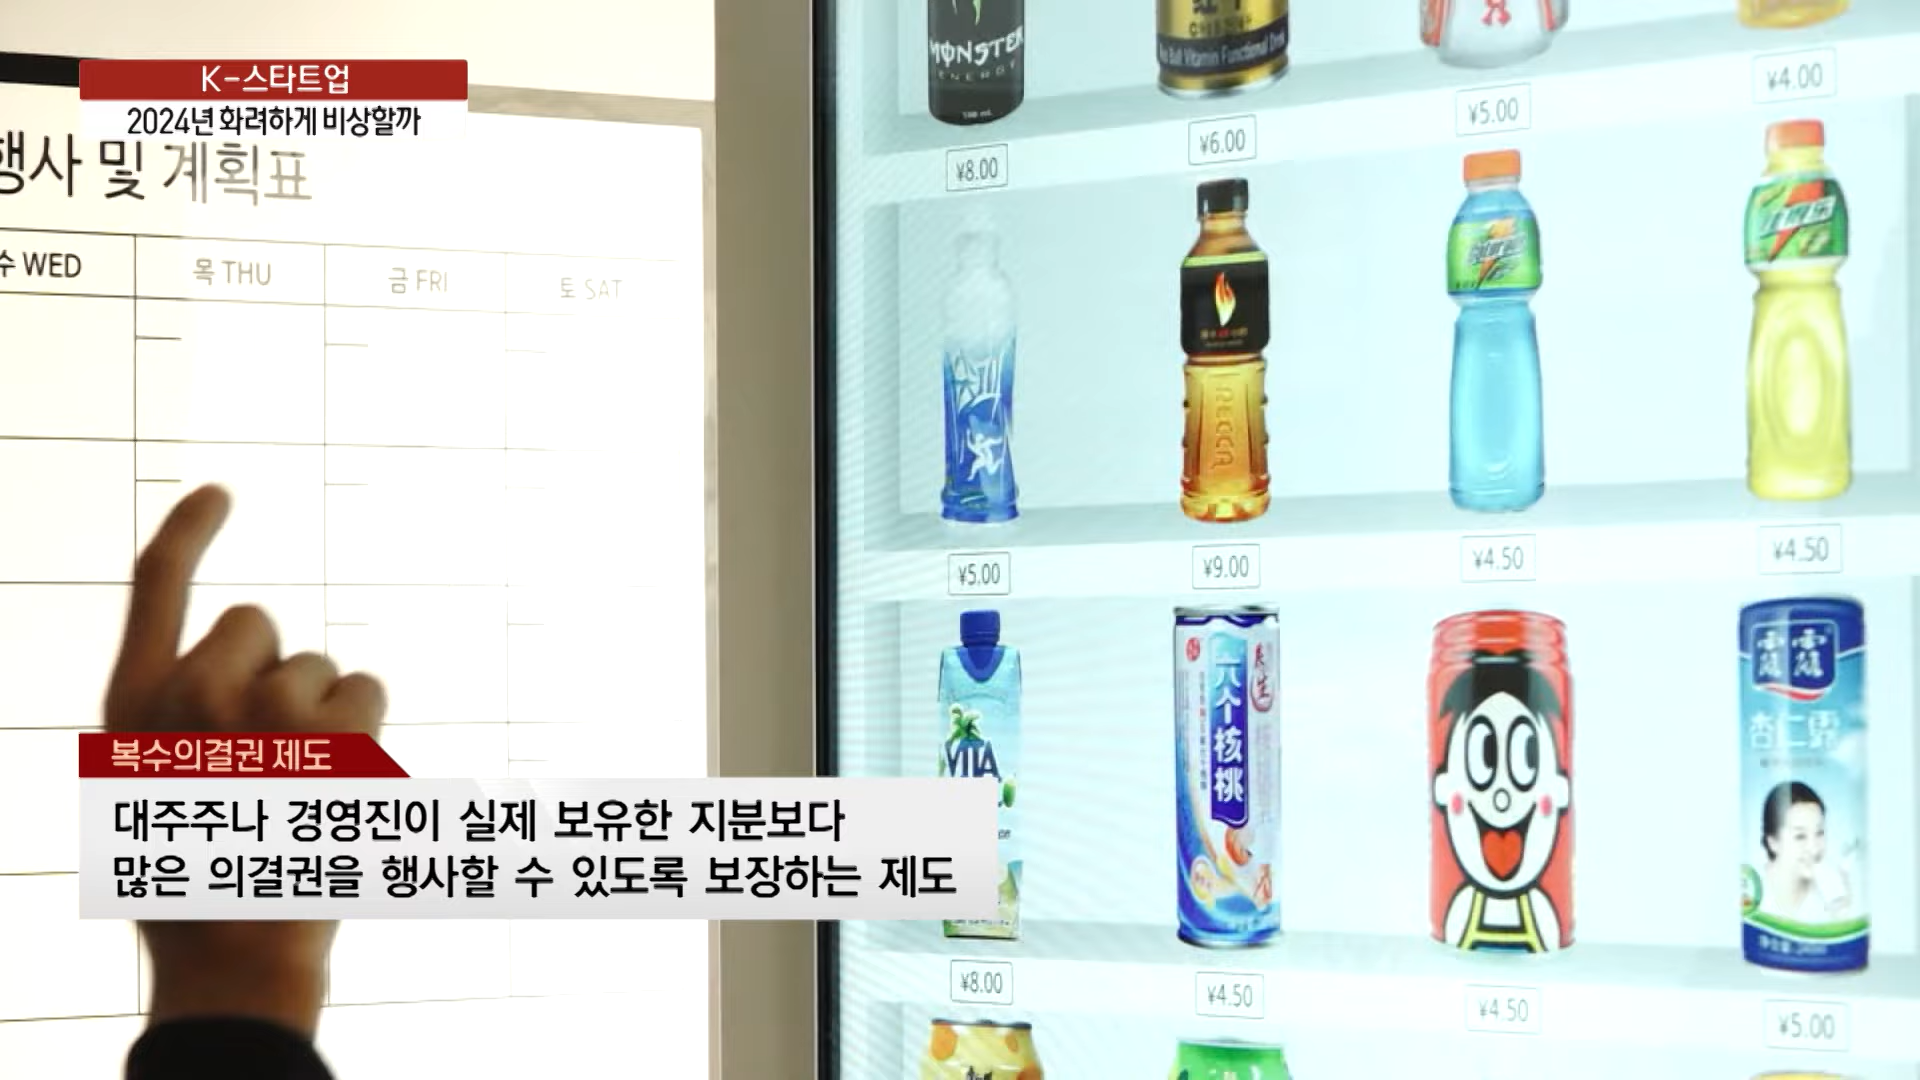 K-스타트업
2024년 화려하게 비상할까
행사 및 계획표
수 WED
목 THU
금 FRI
토 SAT
MONSTER
ENERGY
¥8.00
¥6.00
¥5.00
¥4.00
¥5.00
¥9.00
¥4.50
¥4.50
VITA
六个核桃
养生
杏仁露
¥8.00
¥4.50
¥4.50
¥5.00
복수의결권 제도
대주주나 경영진이 실제 보유한 지분보다
많은 의결권을 행사할 수 있도록 보장하는 제도